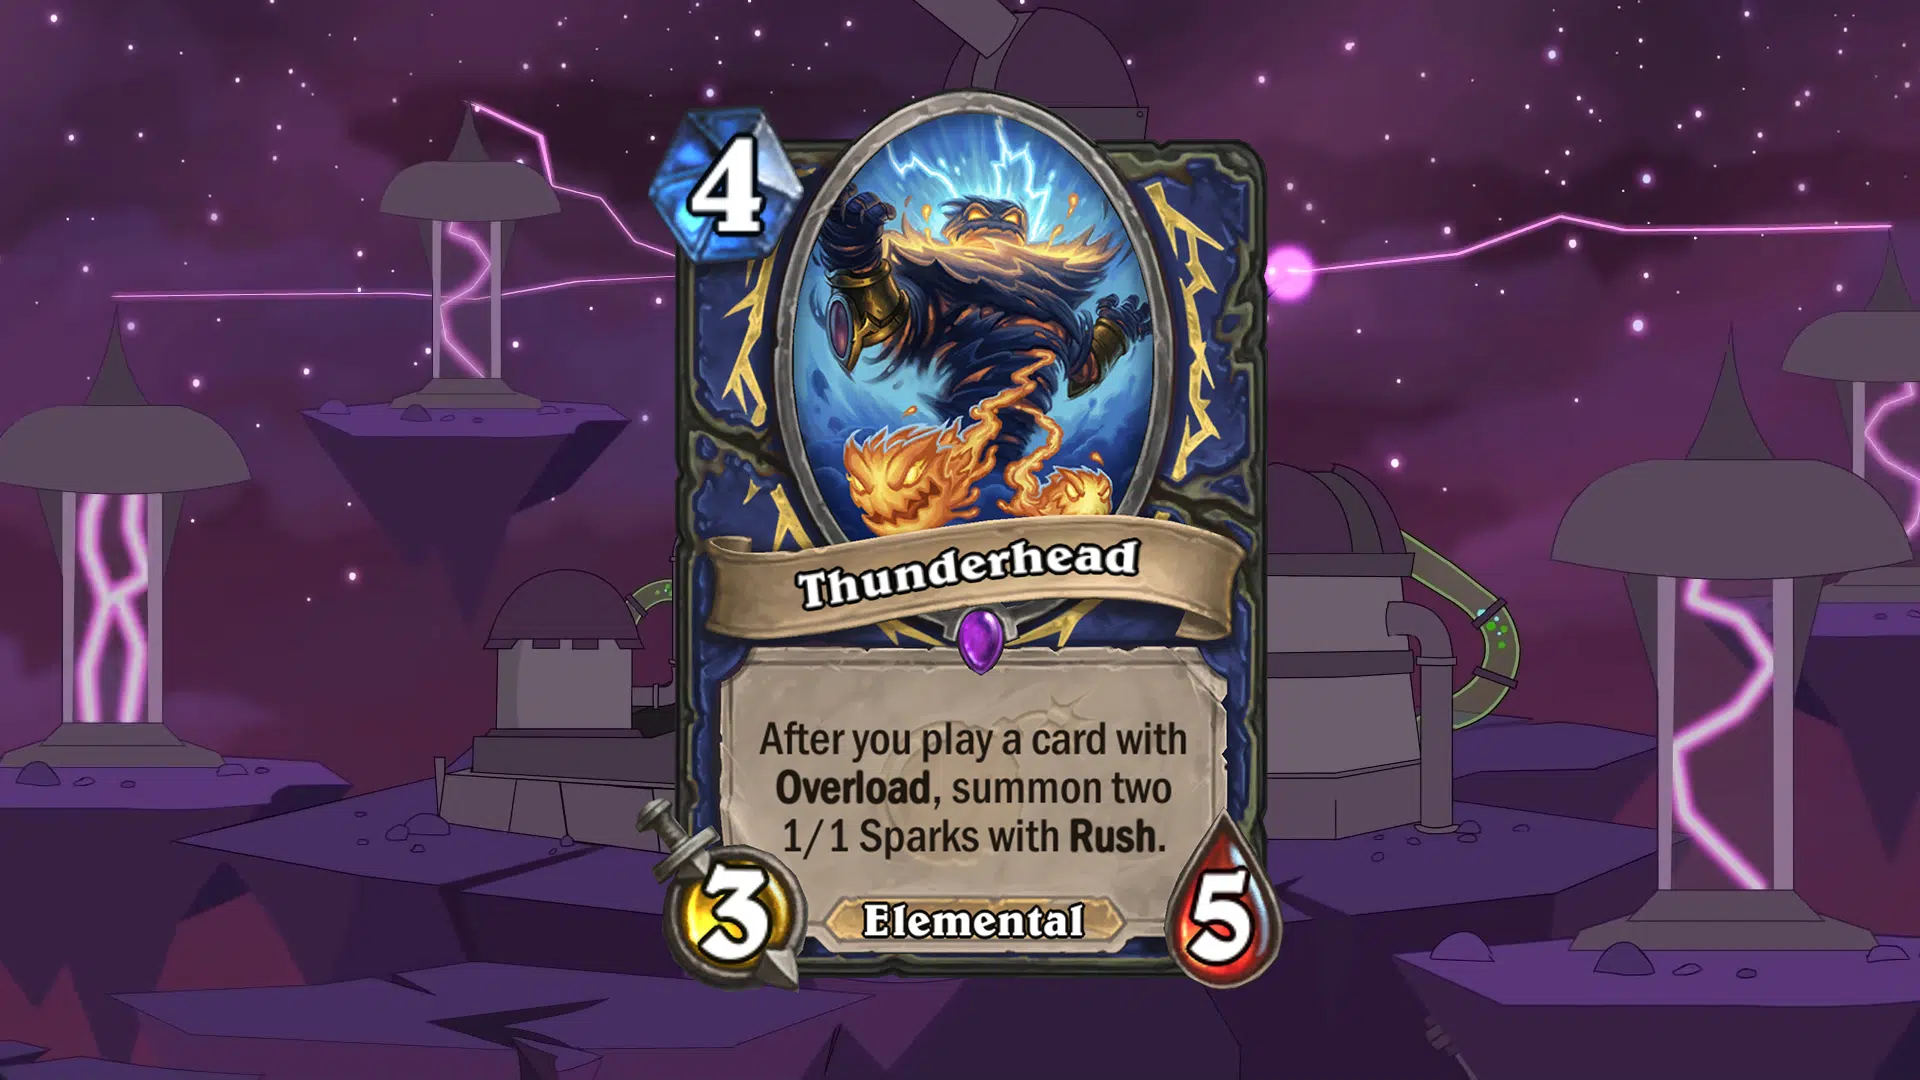 4
Thunderhead
After you play a card with
Overload, summon two
1/1 Sparks with Rush.
3
Elemental
5